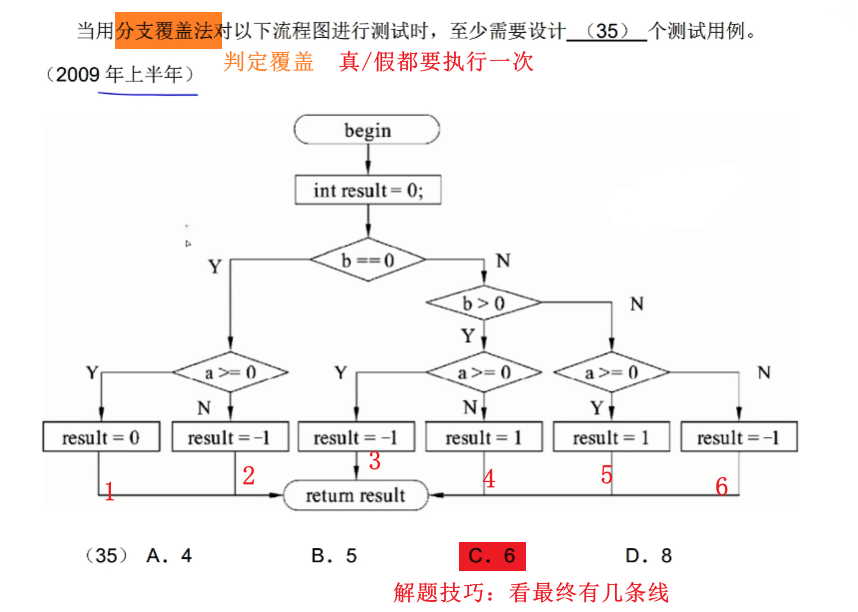 当用分支覆盖法对以下流程图进行测试时，至少需要设计（35）个测试用例。
（2009 年上半年） 判定覆盖 真/假都要执行一次
begin
int result = 0;
Y b == 0 N
b > 0 N
Y
Y a >= 0 Y a >= 0 a >= 0 N
N N Y
result = 0 result = -1 result = -1 result = 1 result = 1 result = -1
1 2 3 4 5 6
return result
（35） A. 4 B. 5 C. 6 D. 8
解题技巧：看最终有几条线